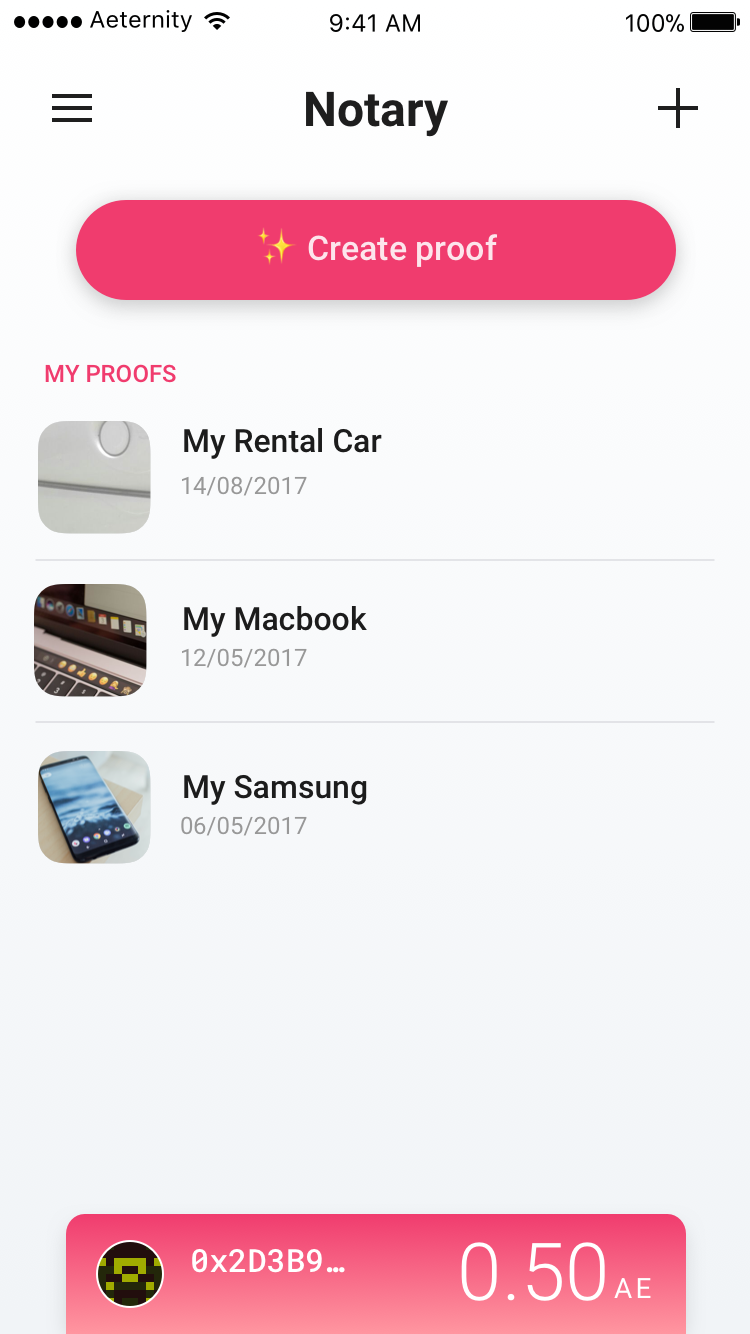 Aeternity 9:41 AM 100%
Notary
✨ Create proof
MY PROOFS
My Rental Car
14/08/2017
My Macbook
12/05/2017
My Samsung
06/05/2017
0x2D3B9… 0.50 AE